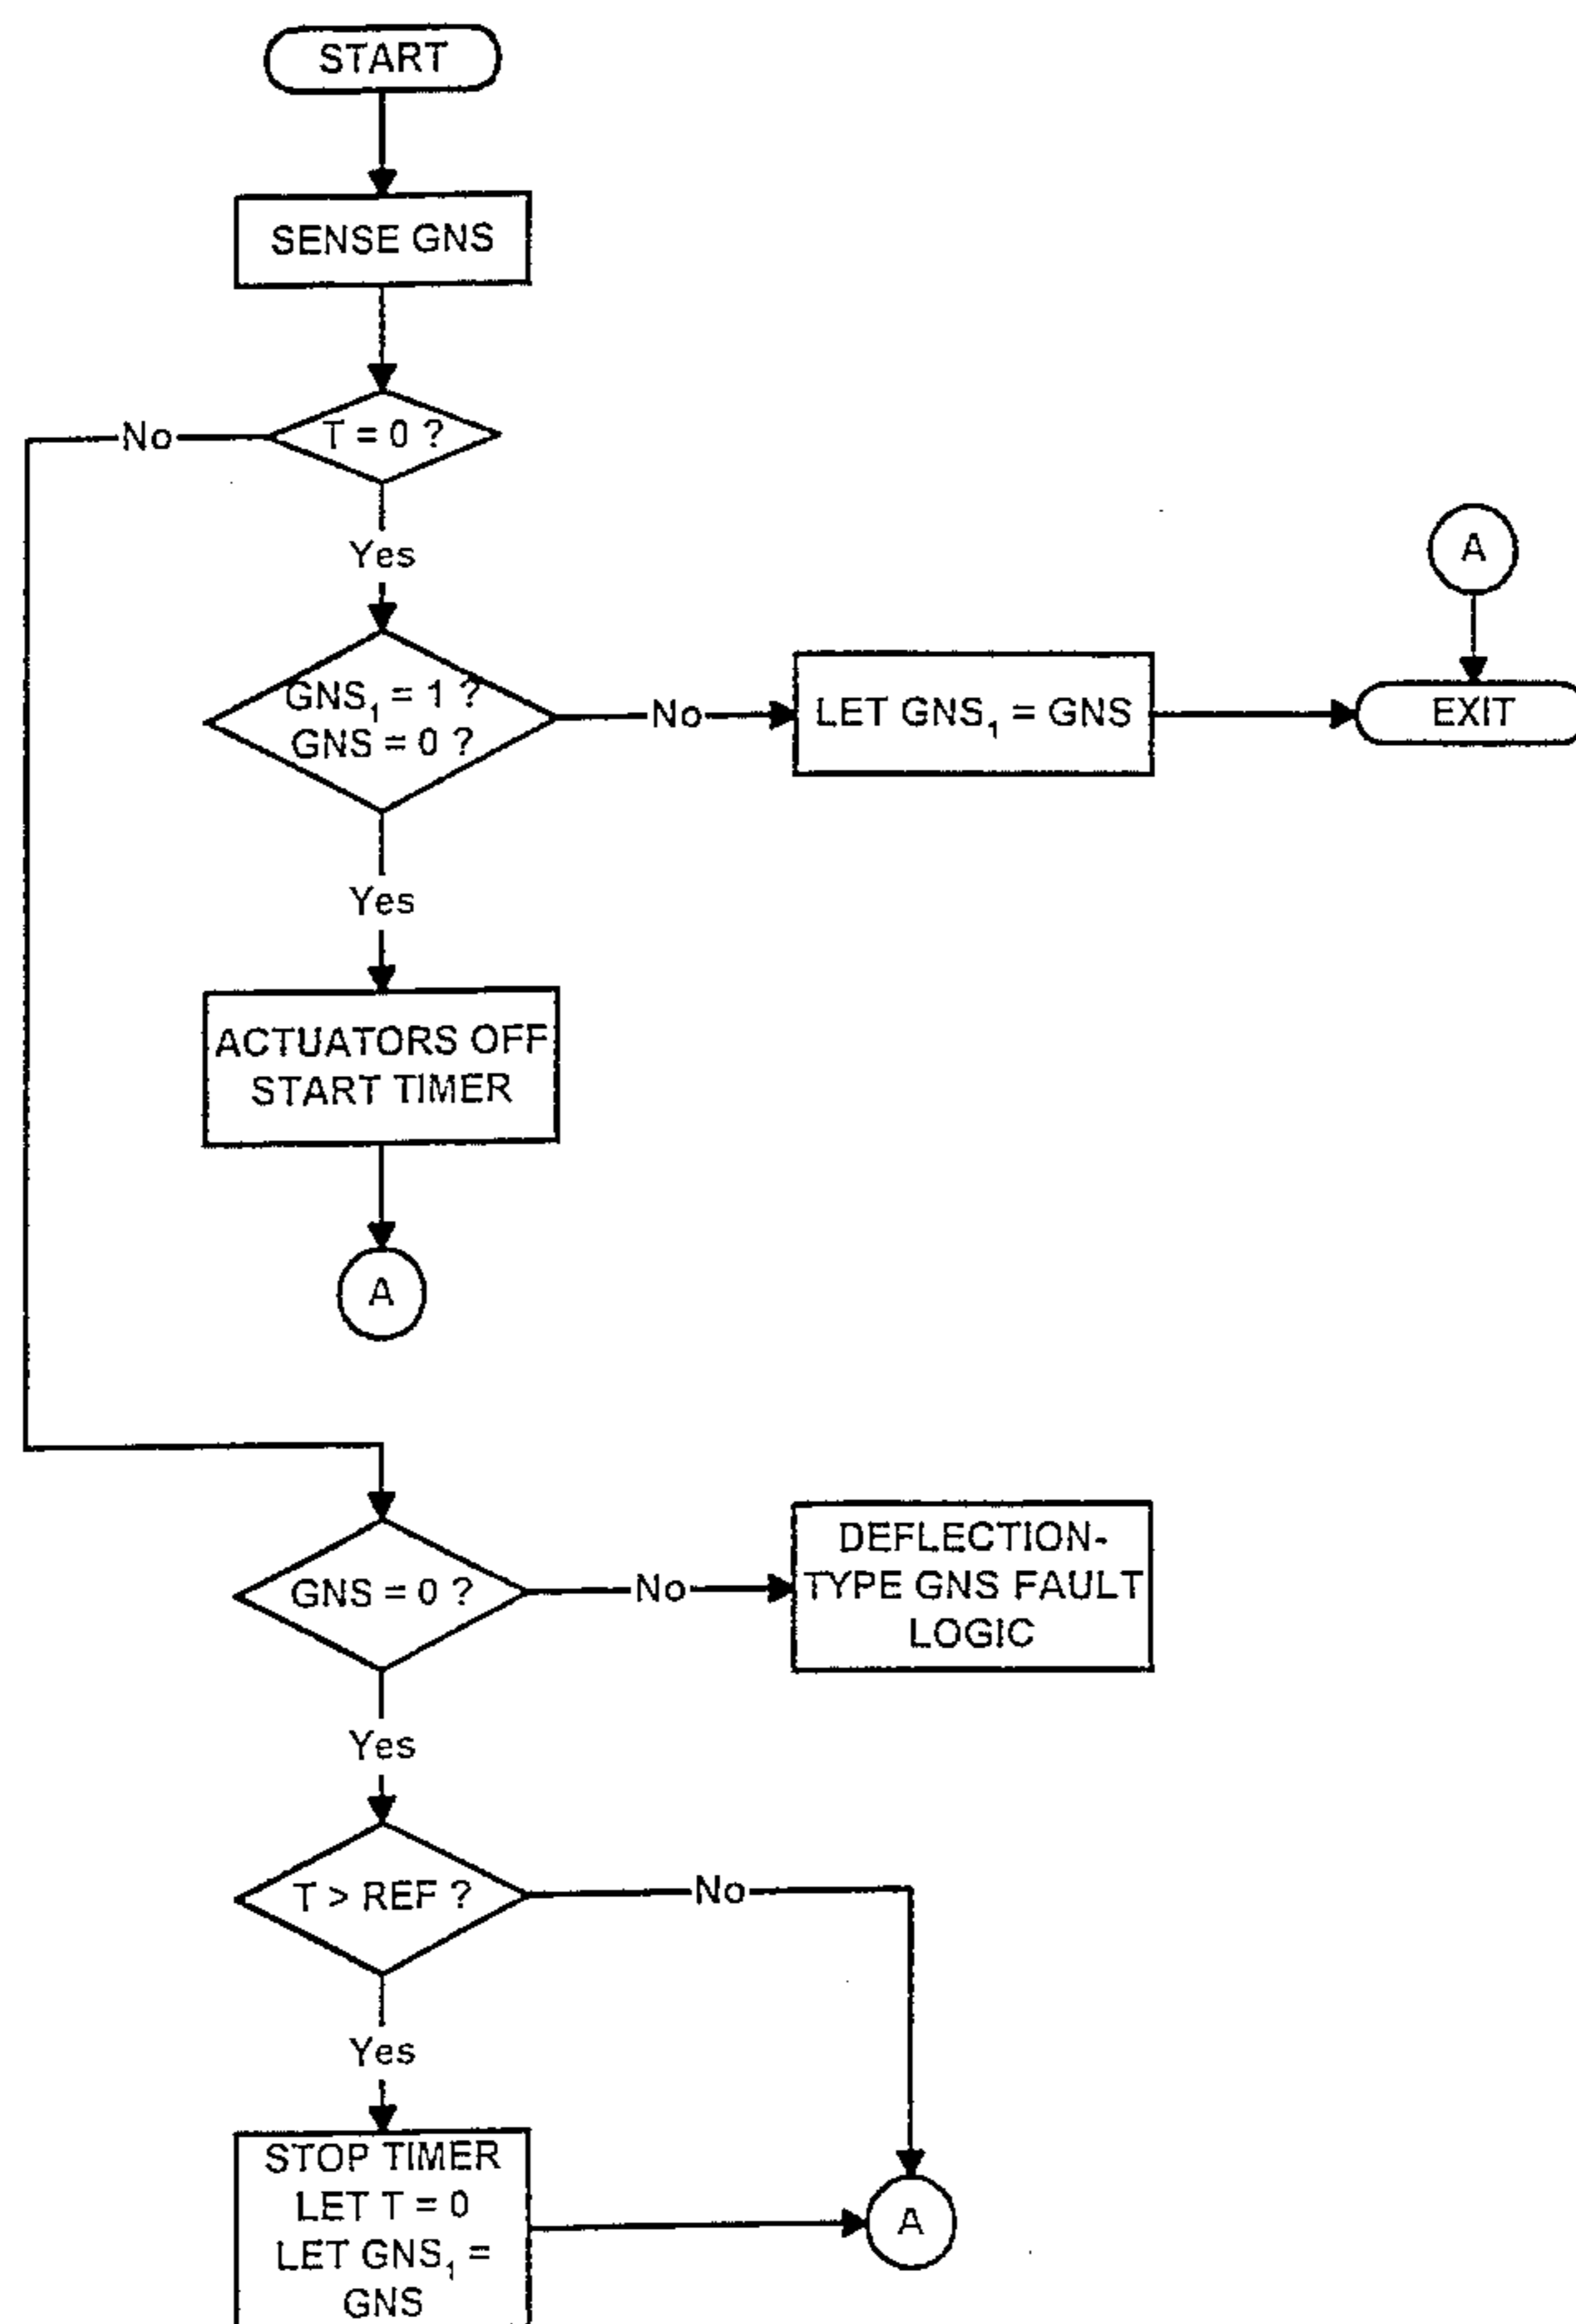 START
SENSE GNS
No
T = 0 ?
Yes
A
GNS₁ = 1 ?
GNS = 0 ?
No
LET GNS₁ = GNS
EXIT
Yes
ACTUATORS OFF
START TIMER
A
GNS = 0 ?
No
DEFLECTION-
TYPE GNS FAULT
LOGIC
Yes
T > REF ?
No
Yes
STOP TIMER
LET T = 0
LET GNS₁ =
GNS
A